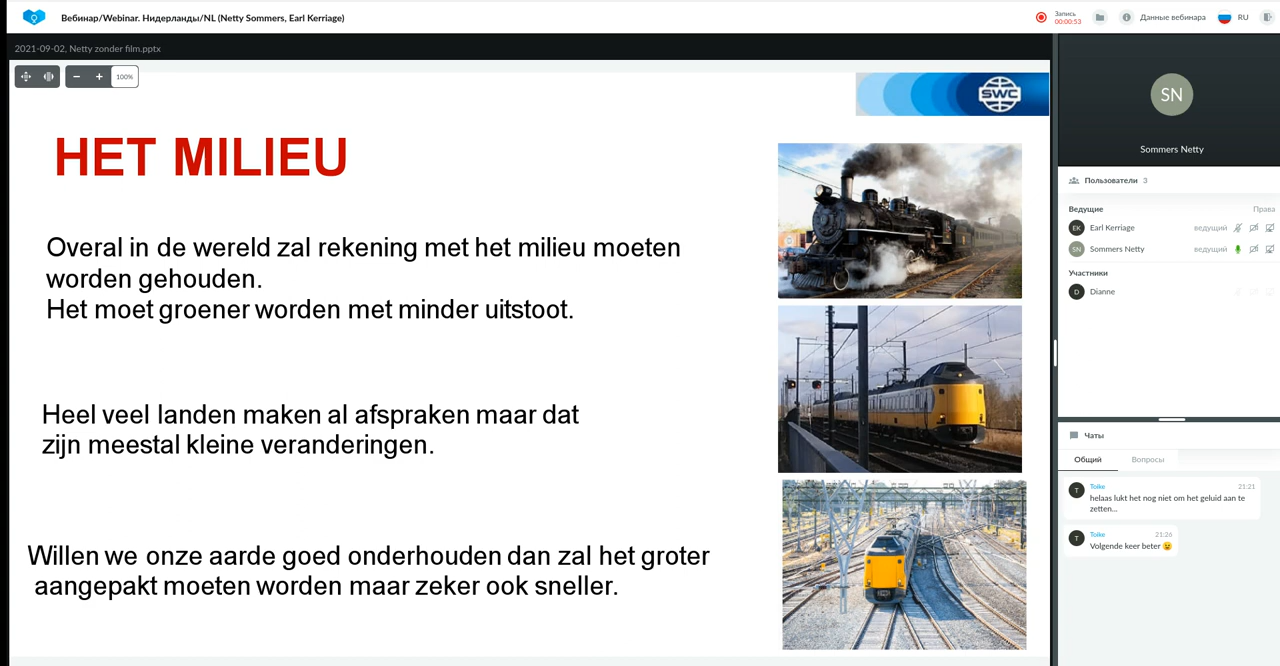 Вебинар/Webinar. Нидерланды/NL (Netty Sommers, Earl Kerriage)
Запись
00:00:53
Данные вебинара
RU
2021-09-02, Netty zonder film.pptx
100%
SWC
HET MILIEU
Overal in de wereld zal rekening met het milieu moeten
worden gehouden.
Het moet groener worden met minder uitstoot.
Heel veel landen maken al afspraken maar dat
zijn meestal kleine veranderingen.
Willen we onze aarde goed onderhouden dan zal het groter
aangepakt moeten worden maar zeker ook sneller.
SN
Sommers Netty
Пользователи 3
Ведущие Права
EK Earl Kerriage ведущий
SN Sommers Netty ведущий
Участники
D Dianne
Чаты
Общий Вопросы
T Toike 21:21
helaas lukt het nog niet om het geluid aan te
zetten...
T Toike 21:26
Volgende keer beter 😉